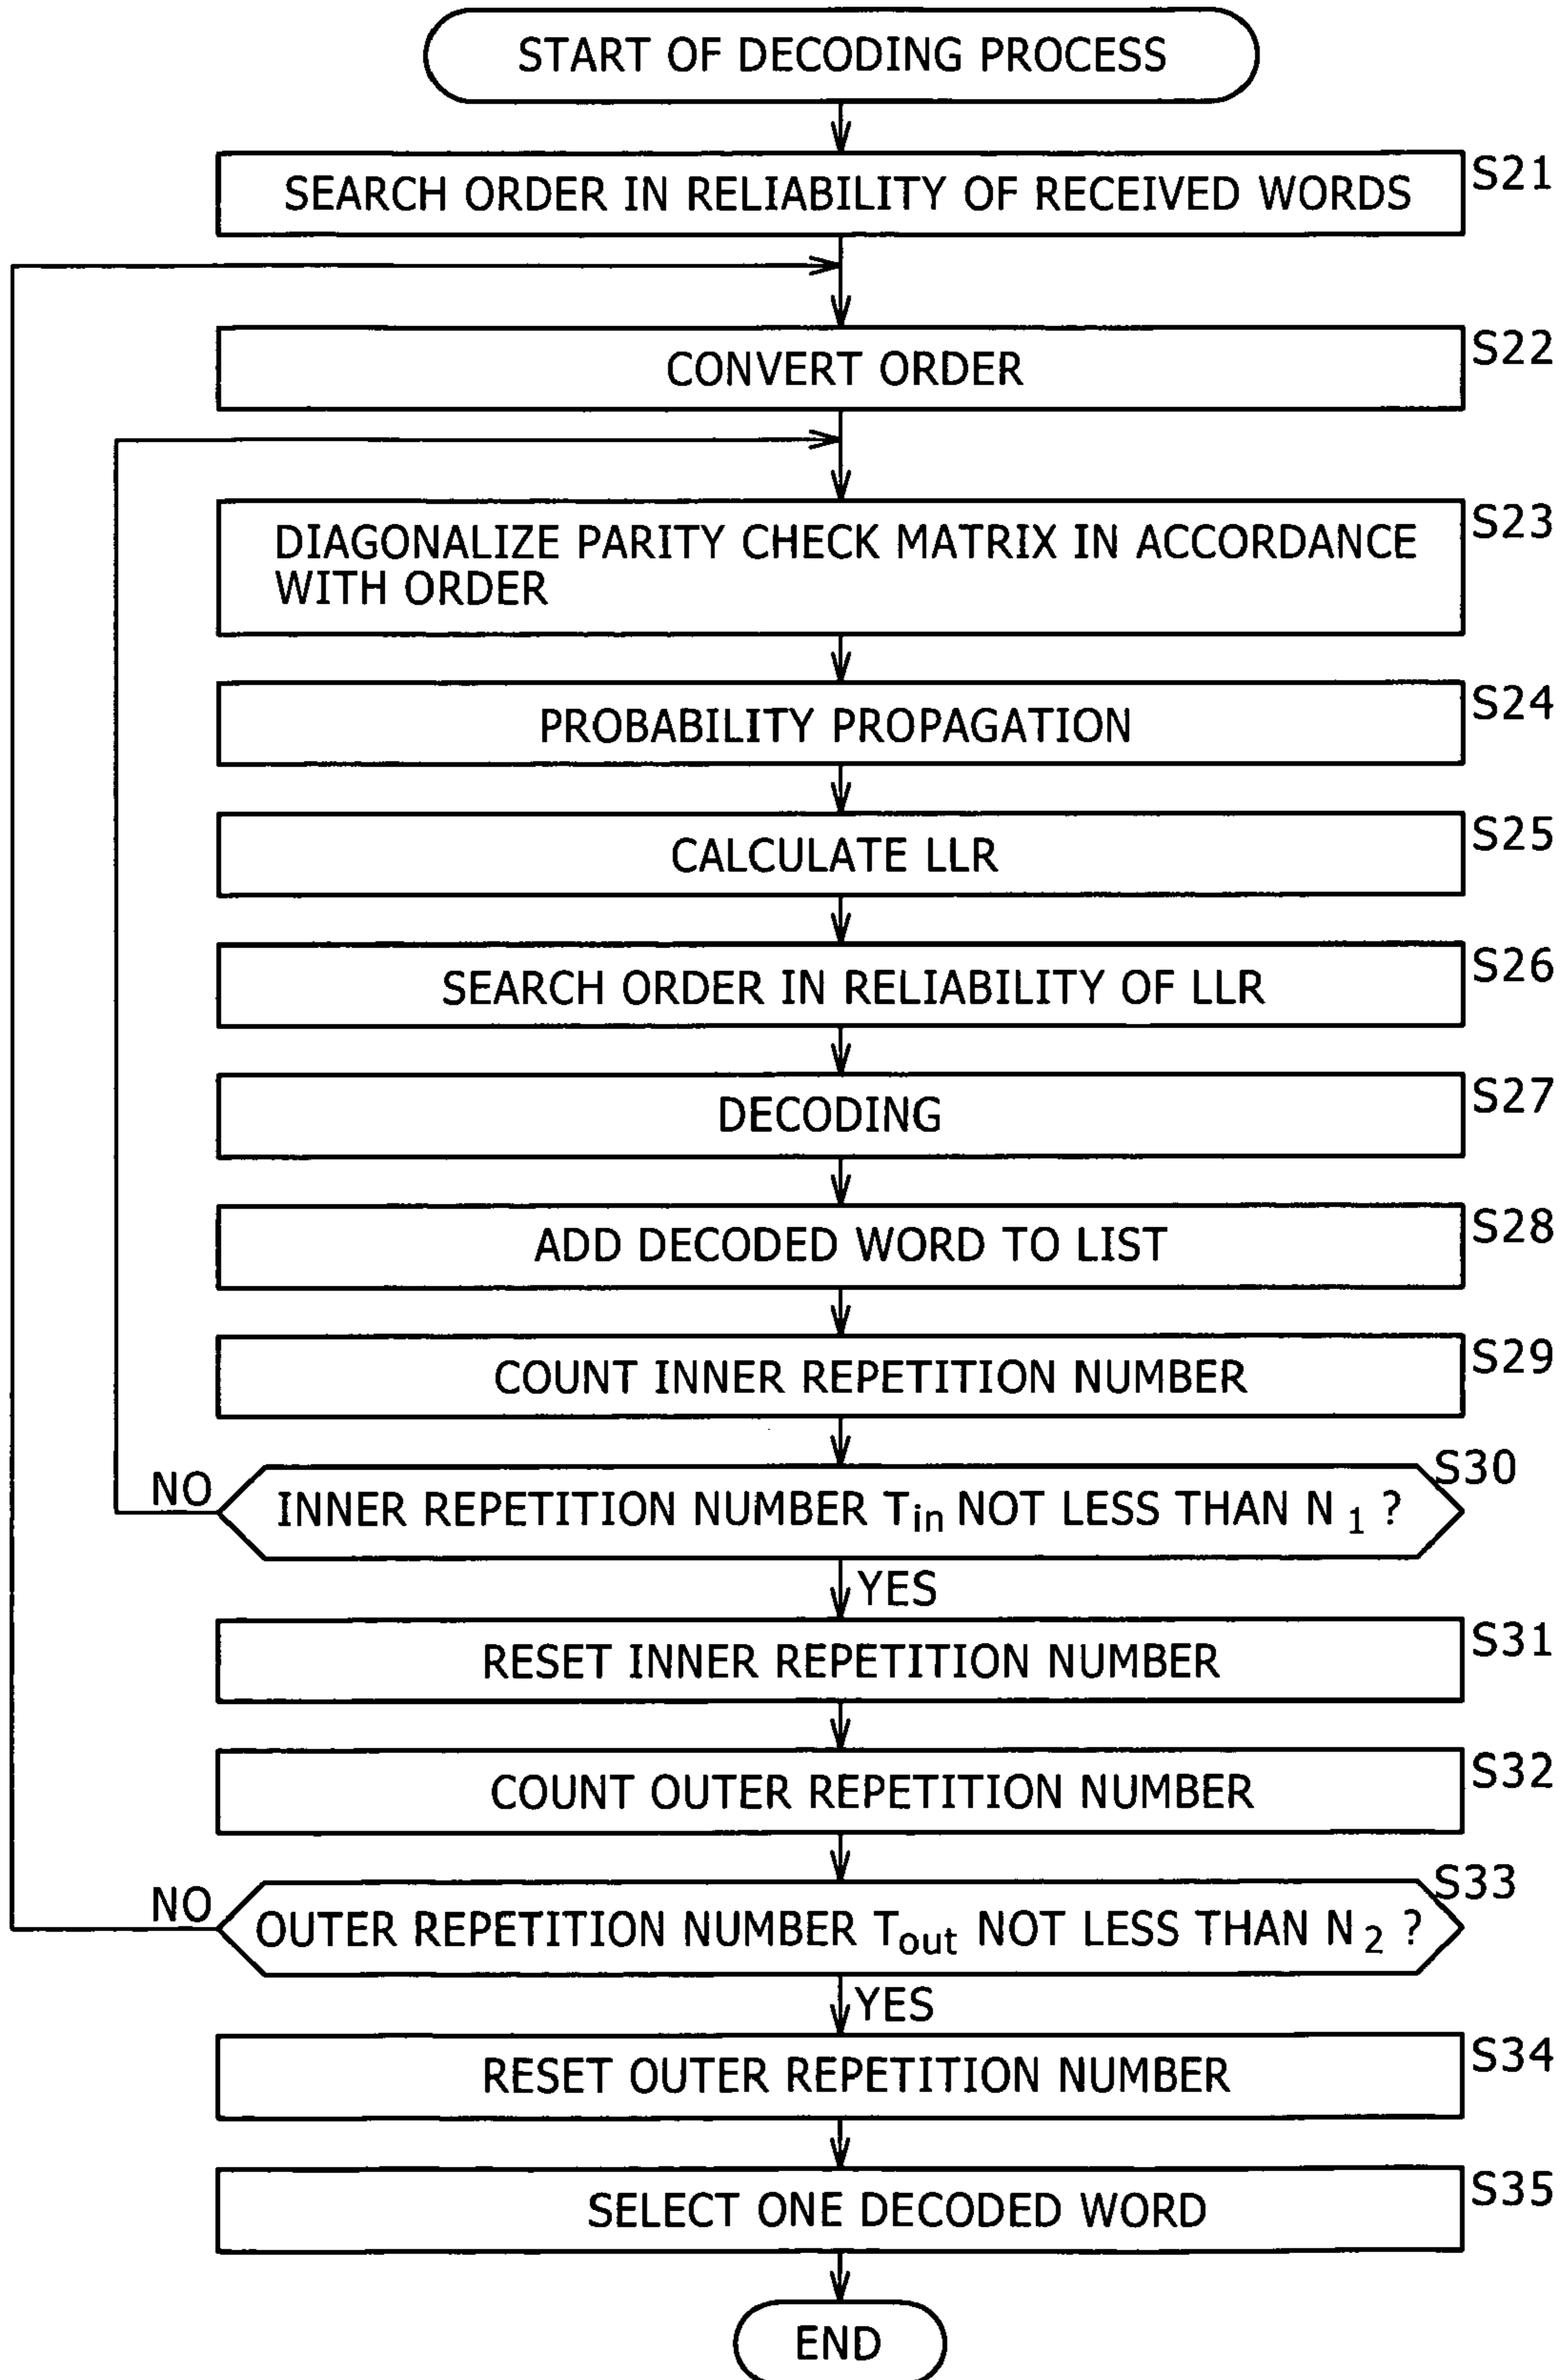 START OF DECODING PROCESS
SEARCH ORDER IN RELIABILITY OF RECEIVED WORDS
S21
CONVERT ORDER
S22
DIAGONALIZE PARITY CHECK MATRIX IN ACCORDANCE
WITH ORDER
S23
PROBABILITY PROPAGATION
S24
CALCULATE LLR
S25
SEARCH ORDER IN RELIABILITY OF LLR
S26
DECODING
S27
ADD DECODED WORD TO LIST
S28
COUNT INNER REPETITION NUMBER
S29
S30
NO
INNER REPETITION NUMBER Tin NOT LESS THAN N 1 ?
YES
RESET INNER REPETITION NUMBER
S31
COUNT OUTER REPETITION NUMBER
S32
S33
NO
OUTER REPETITION NUMBER Tout NOT LESS THAN N 2 ?
YES
RESET OUTER REPETITION NUMBER
S34
SELECT ONE DECODED WORD
S35
END